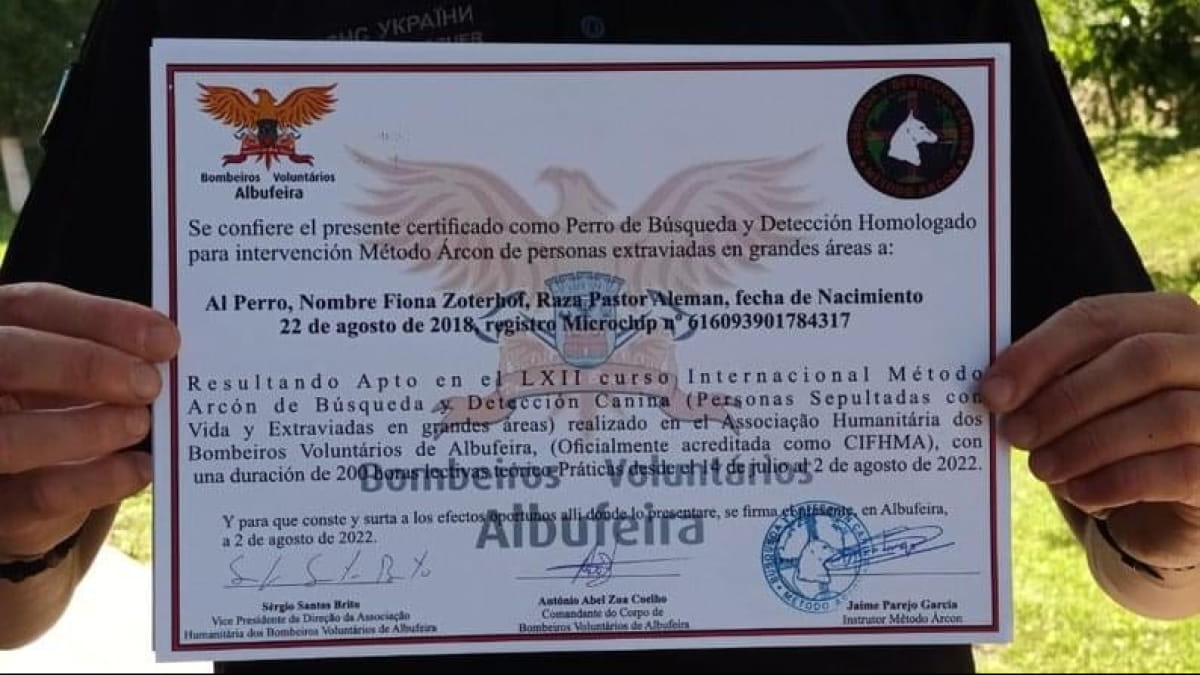 УКРАЇНИ
Bombeiros Voluntários
Albufeira
Se confiere el presente certificado como Perro de Búsqueda y Detección Homologado
para intervención Método Árcon de personas extraviadas en grandes áreas a:
Al Perro, Nombre Fiona Zoterhof, Raza Pastor Aleman, fecha de Nacimiento
22 de agosto de 2018, registro Microchip nº 616093901784317
Resultando Apto en el LXII curso Internacional Método
Arcón de Búsqueda y Detección Canina (Personas Sepultadas con
Vida y Extraviadas en grandes áreas) realizado en el Associação Humanitária dos
Bombeiros Voluntários de Albufeira, (Oficialmente acreditada como CIFHMA), con
una duración de 200 horas lectivas teórico Práticas desde el 14 de julio al 2 de agosto de 2022.
Bombeiros Voluntários
Albufeira
Y para que conste y surta a los efectos oportunos alli donde lo presentare, se firma el presente, en Albufeira,
a 2 de agosto de 2022.
Sérgio Santos Brito
Vice Presidente da Direção da Associação
Humanitária dos Bombeiros Voluntários de Albufeira
António Abel Zua Coelho
Comandante do Corpo de
Bombeiros Voluntários de Albufeira
Jaime Parejo García
Instrutor Método Arcon